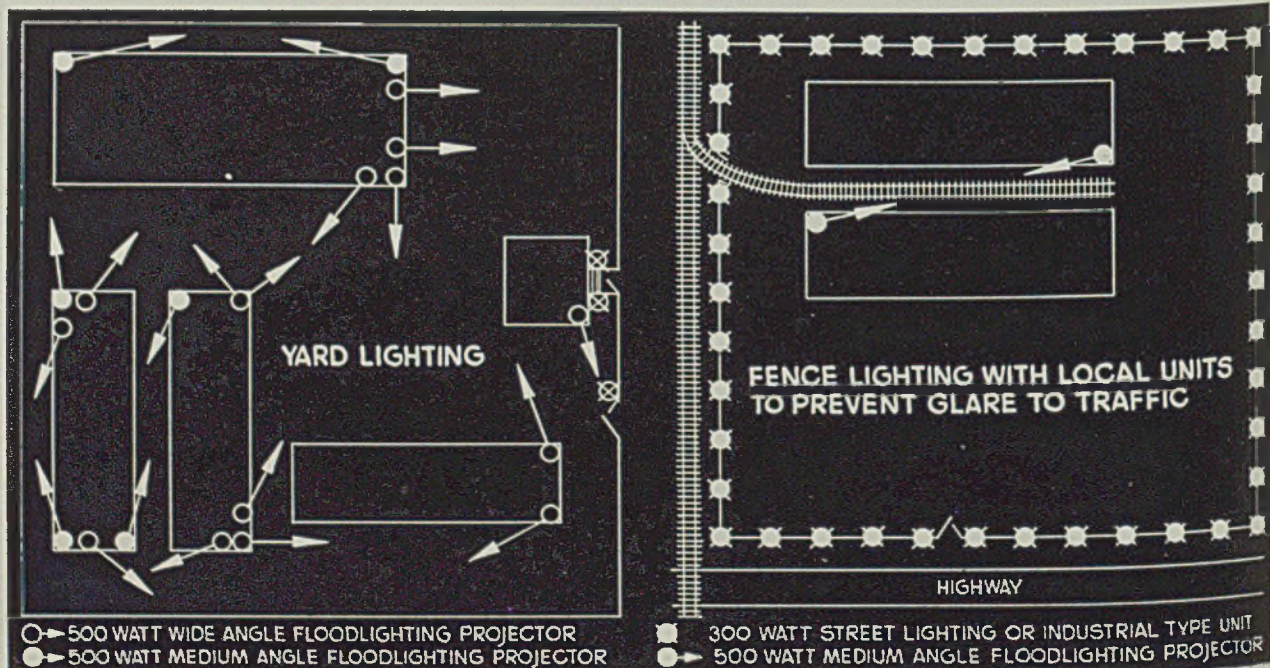 YARD LIGHTING
500 WATT WIDE ANGLE FLOODLIGHTING PROJECTOR
500 WATT MEDIUM ANGLE FLOODLIGHTING PROJECTOR
FENCE LIGHTING WITH LOCAL UNITS
TO PREVENT GLARE TO TRAFFIC
HIGHWAY
300 WATT STREET LIGHTING OR INDUSTRIAL TYPE UNIT
500 WATT MEDIUM ANGLE FLOODLIGHTING PROJECTOR